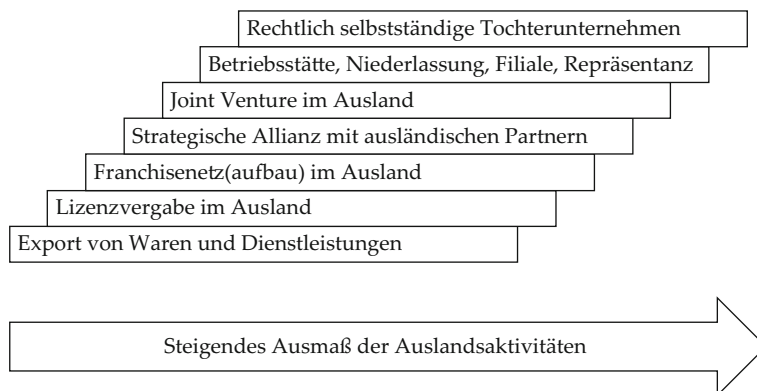 Rechtlich selbstständige Tochterunternehmen
Betriebsstätte, Niederlassung, Filiale, Repräsentanz
Joint Venture im Ausland
Strategische Allianz mit ausländischen Partnern
Franchisenetz(aufbau) im Ausland
Lizenzvergabe im Ausland
Export von Waren und Dienstleistungen
Steigendes Ausmaß der Auslandsaktivitäten